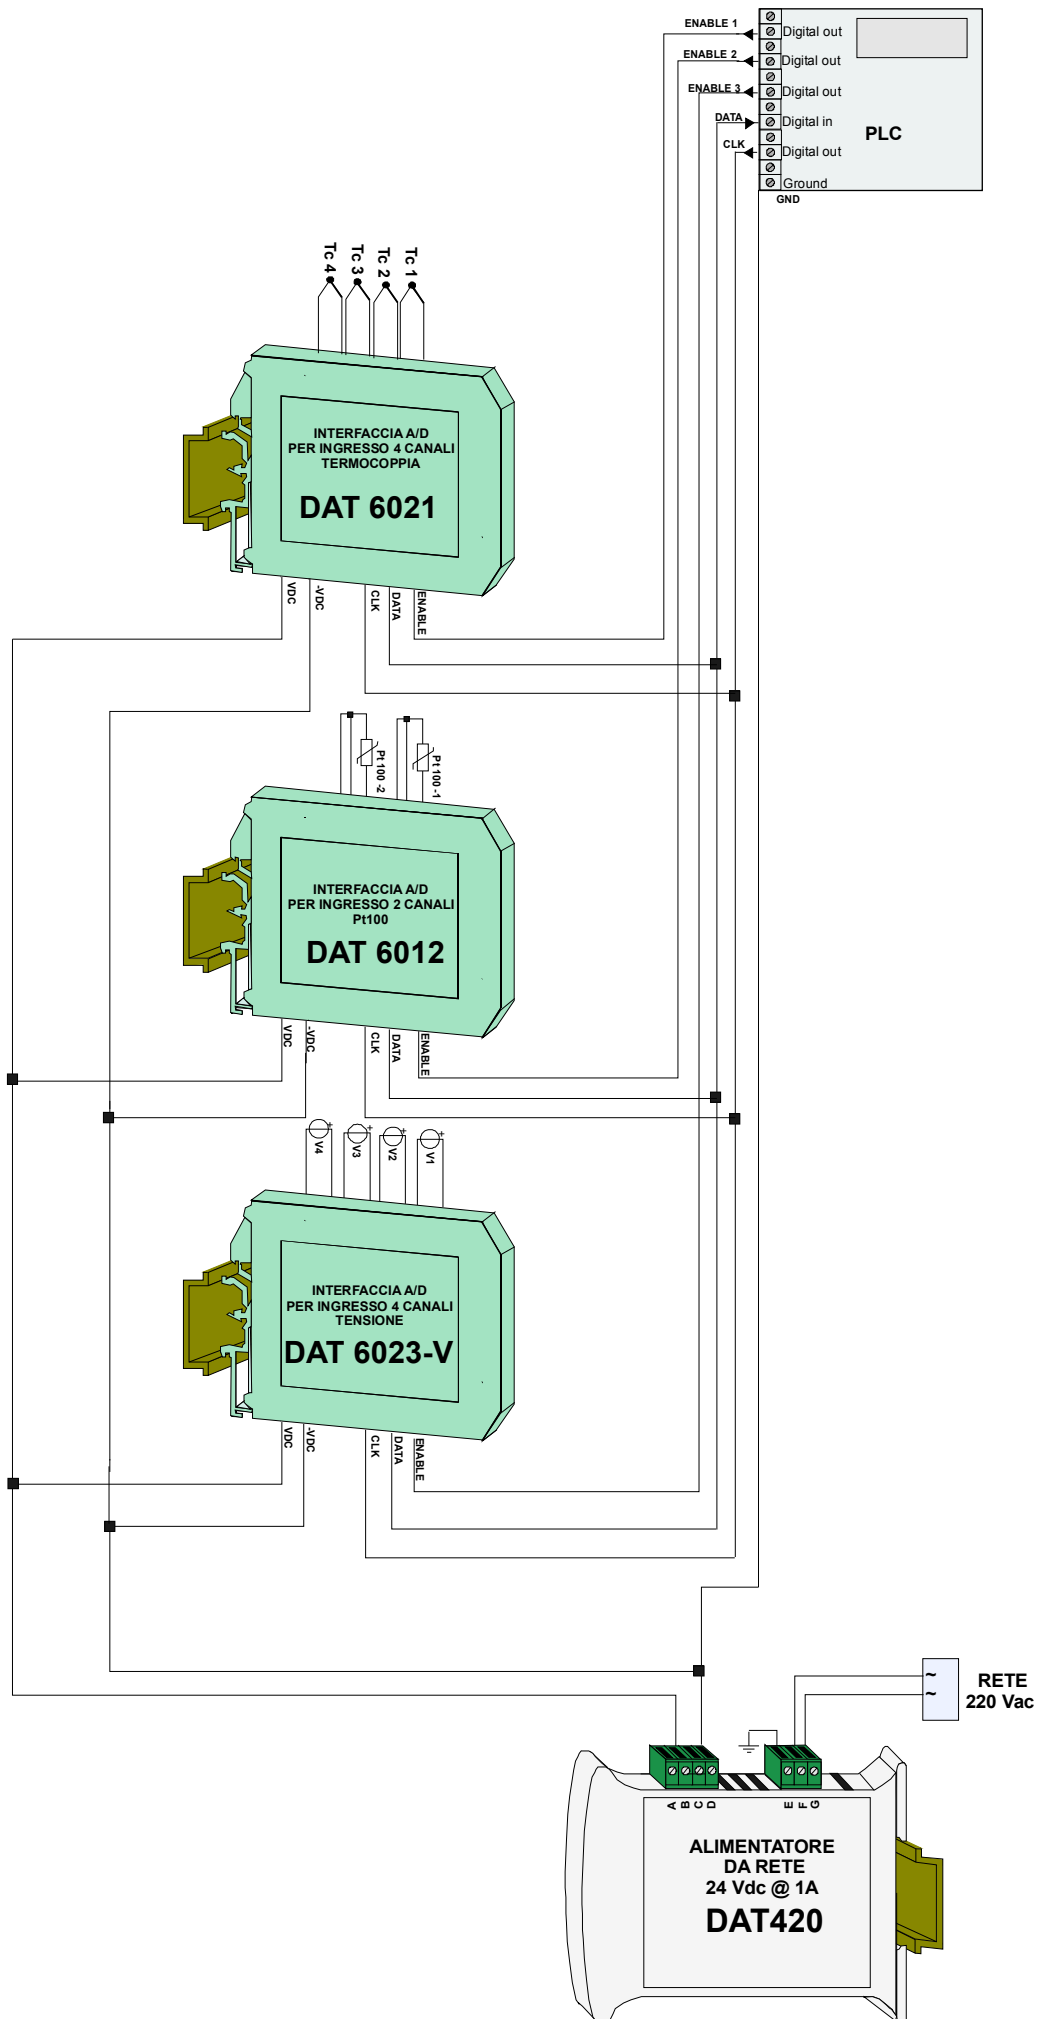 ENABLE 1
Digital out
ENABLE 2
Digital out
ENABLE 3
Digital out
DATA
Digital in
PLC
CLK
Digital out
Ground
GND
Tc 4
Tc 3
Tc 2
Tc 1
INTERFACCIA A/D
PER INGRESSO 4 CANALI
TERMOCOPPIA
DAT 6021
VDC
-VDC
CLK
DATA
ENABLE
Pt 100 -2
Pt 100 -1
INTERFACCIA A/D
PER INGRESSO 2 CANALI
Pt100
DAT 6012
VDC
-VDC
CLK
DATA
ENABLE
+
+
+
+
V4
V3
V2
V1
INTERFACCIA A/D
PER INGRESSO 4 CANALI
TENSIONE
DAT 6023-V
VDC
-VDC
CLK
DATA
ENABLE
~
~
RETE
220 Vac
A
B
C
D
E
F
G
ALIMENTATORE
DA RETE
24 Vdc @ 1A
DAT420